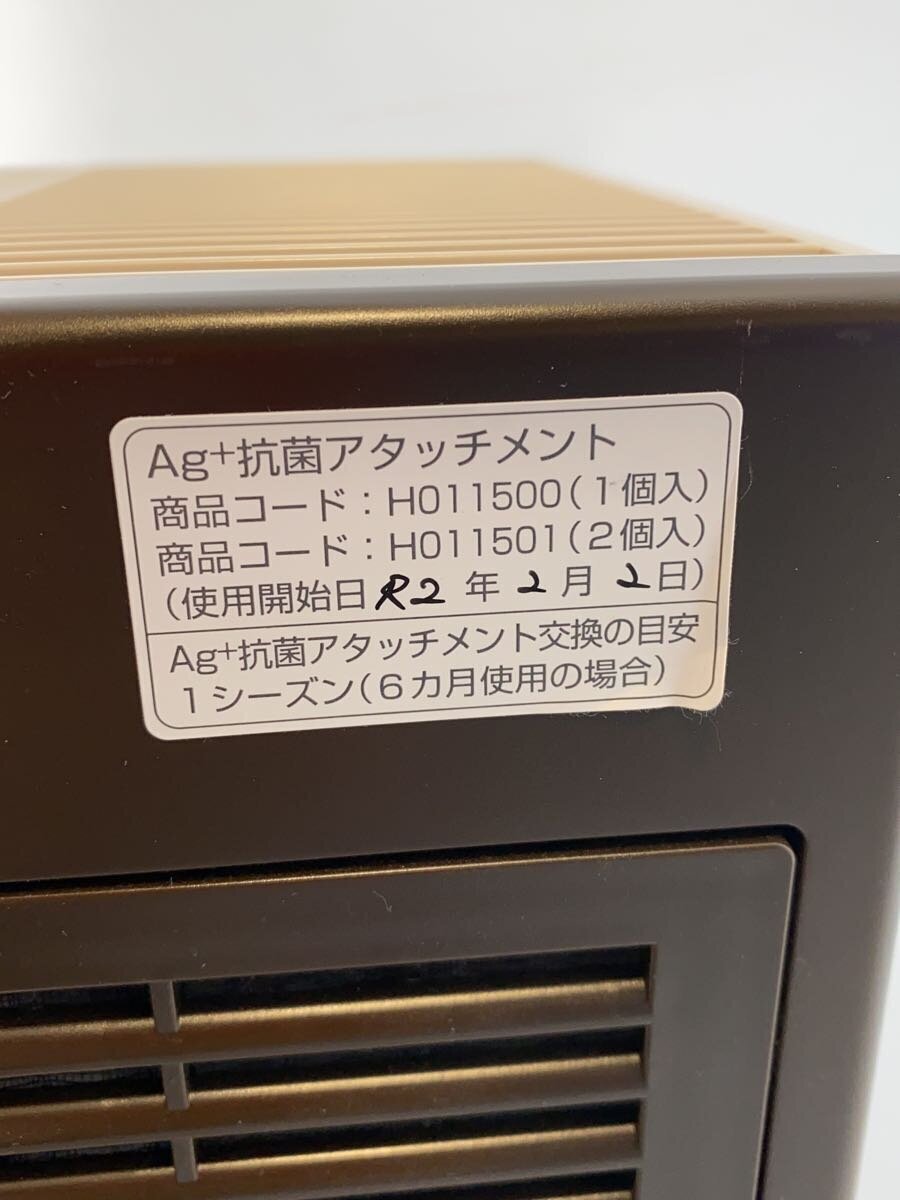 Ag+抗菌アタッチメント
商品コード：H011500（1個入）
商品コード：H011501（2個入）
（使用開始日 R2 年 2 月 2 日）
Ag+抗菌アタッチメント交換の目安
1シーズン（6カ月使用の場合）